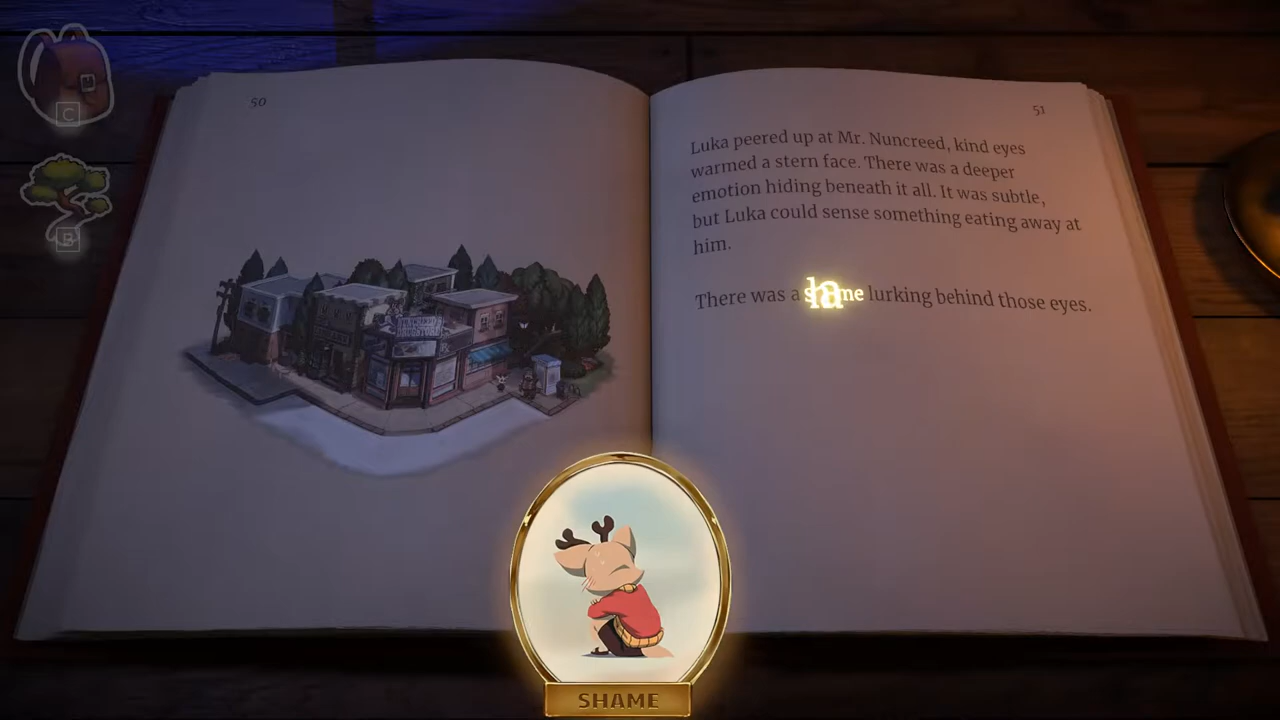 C
B
50
51
Luka peered up at Mr. Nuncreed, kind eyes
warmed a stern face. There was a deeper
emotion hiding beneath it all. It was subtle,
but Luka could sense something eating away at
him.
There was a shame lurking behind those eyes.
SHAME